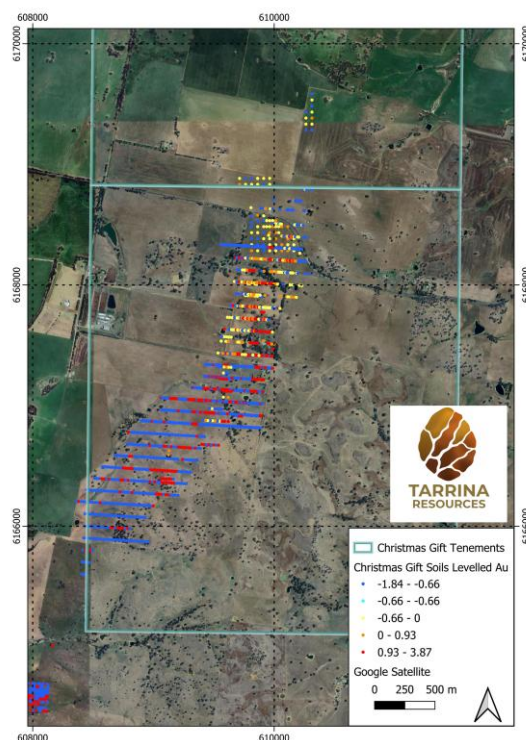 608000
610000
6170000
6170000
6168000
6168000
6166000
6166000
TARRINA
RESOURCES
Christmas Gift Tenements
Christmas Gift Soils Levelled Au
-1.84 - -0.66
-0.66 - -0.66
-0.66 - 0
0 - 0.93
0.93 - 3.87
Google Satellite
0 250 500 m
608000
610000